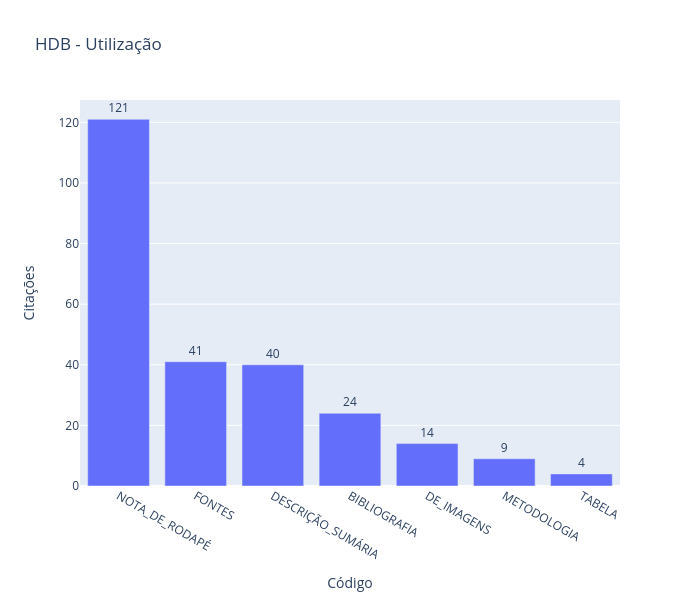 HDB - Utilização
Citações
120
100
80
60
40
20
0
121
41
40
24
14
9
4
NOTA_DE_RODAPÉ
FONTES
DESCRIÇÃO_SUMÁRIA
BIBLIOGRAFIA
DE_IMAGENS
METODOLOGIA
TABELA
Código